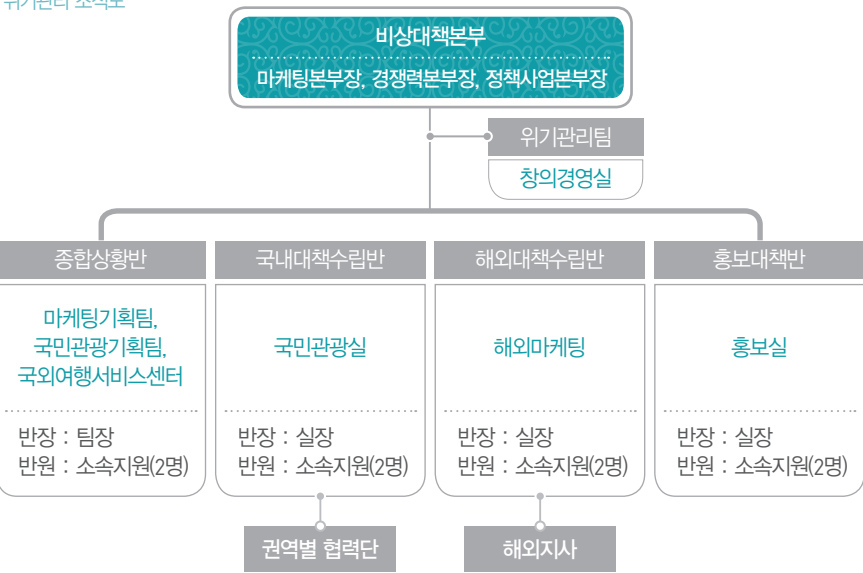 위기관리 조직도
비상대책본부
마케팅본부장, 경쟁력본부장, 정책사업본부장
위기관리팀
창의경영실
종합상황반
마케팅기획팀,
국민관광기획팀,
국외여행서비스센터
반장 : 팀장
반원 : 소속지원(2명)
국내대책수립반
국민관광실
반장 : 실장
반원 : 소속지원(2명)
권역별 협력단
해외대책수립반
해외마케팅
반장 : 실장
반원 : 소속지원(2명)
해외지사
홍보대책반
홍보실
반장 : 실장
반원 : 소속지원(2명)